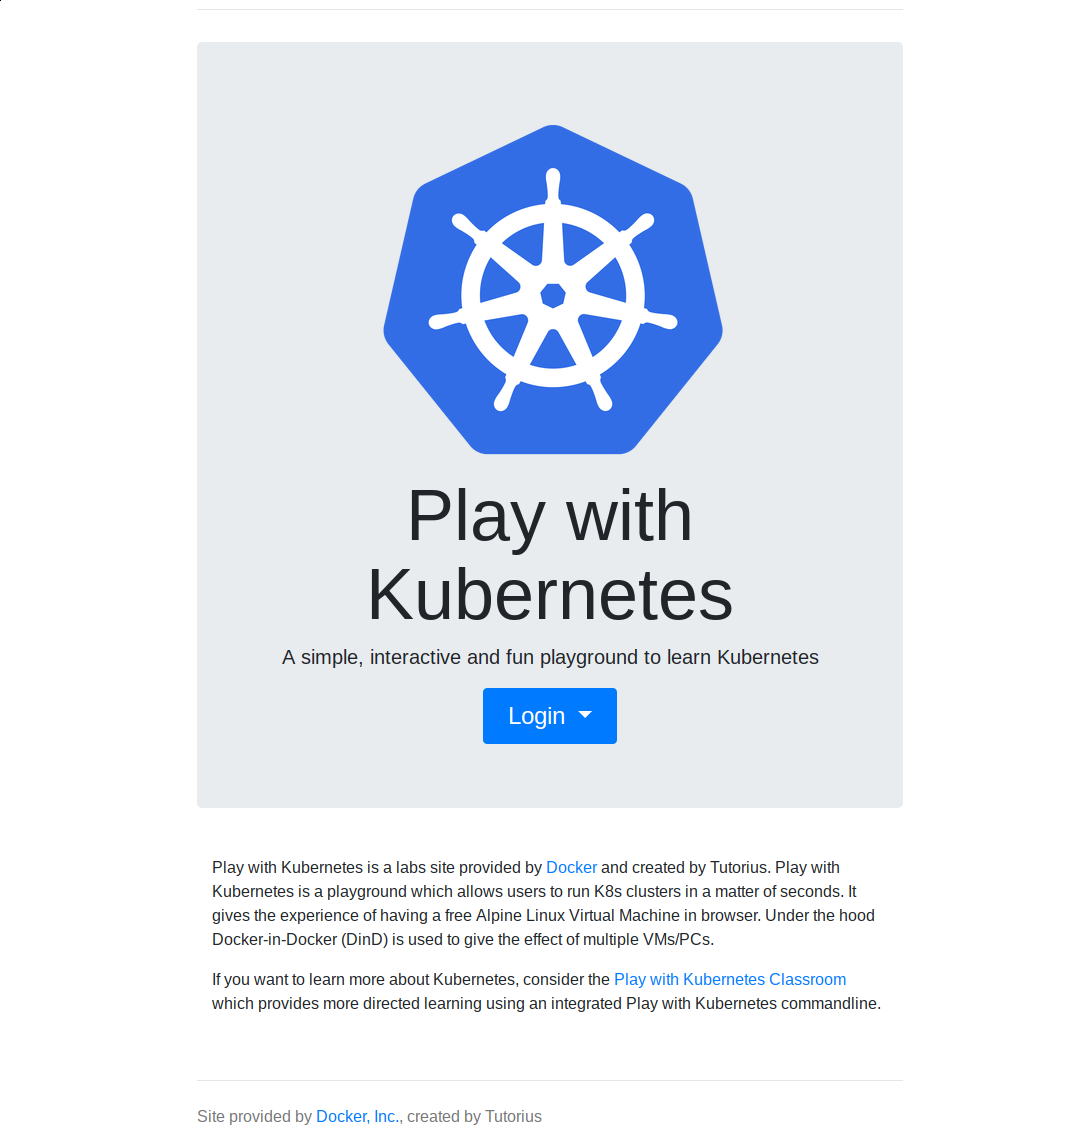 Play with
Kubernetes
A simple, interactive and fun playground to learn Kubernetes
Login
Play with Kubernetes is a labs site provided by Docker and created by Tutorius. Play with
Kubernetes is a playground which allows users to run K8s clusters in a matter of seconds. It
gives the experience of having a free Alpine Linux Virtual Machine in browser. Under the hood
Docker-in-Docker (DinD) is used to give the effect of multiple VMs/PCs.
If you want to learn more about Kubernetes, consider the Play with Kubernetes Classroom
which provides more directed learning using an integrated Play with Kubernetes commandline.
Site provided by Docker, Inc., created by Tutorius